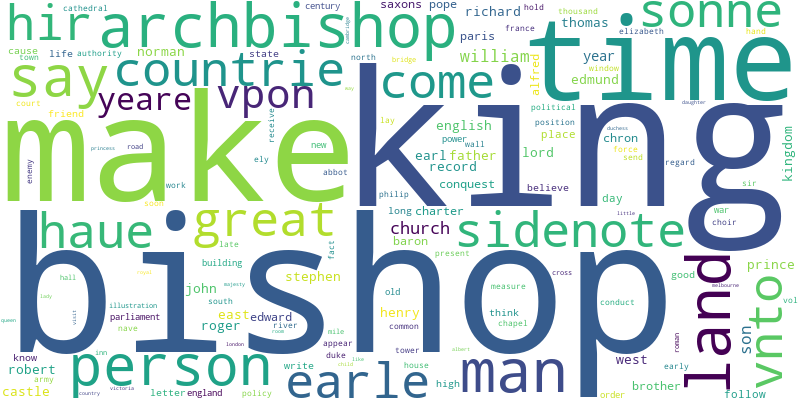 cathedral
hir
archbishop
century
saxons
pope
richard
hold
thousand
sonne
cause
authority
town
life
norman
state
paris
france
thomas
elizabeth
hand
say
countrie
north
william
bridge
year
window
time
court
yeare
vpon
come
alfred
edmund
friend
receive
make
king
lay
english
political
position
place
daughter
duchess
enemy
princess
road
ely
new
abbot
power
wall
chron
force
send
regard
kingdom
earl
father
lord
record
work
conquest
believe
day
sir
philip
little
haue
great
long
charter
church
baron
sidenote
war
choir
late
fact
present
bishop
building
hall
stephen
cross
good
prince
john
south
old
measure
conduct
land
vnto
lady
majesty
illustration
melbourne
vol
queen
parliament
visit
east
edward
henry
think
roger
river
common
chapel
roman
son
nave
london
room
mile
appear
tower
albert
know
inn
person
duke
like
house
man
west
early
robert
write
child
brother
army
earle
high
castle
victoria
letter
england
policy
order
follow
country